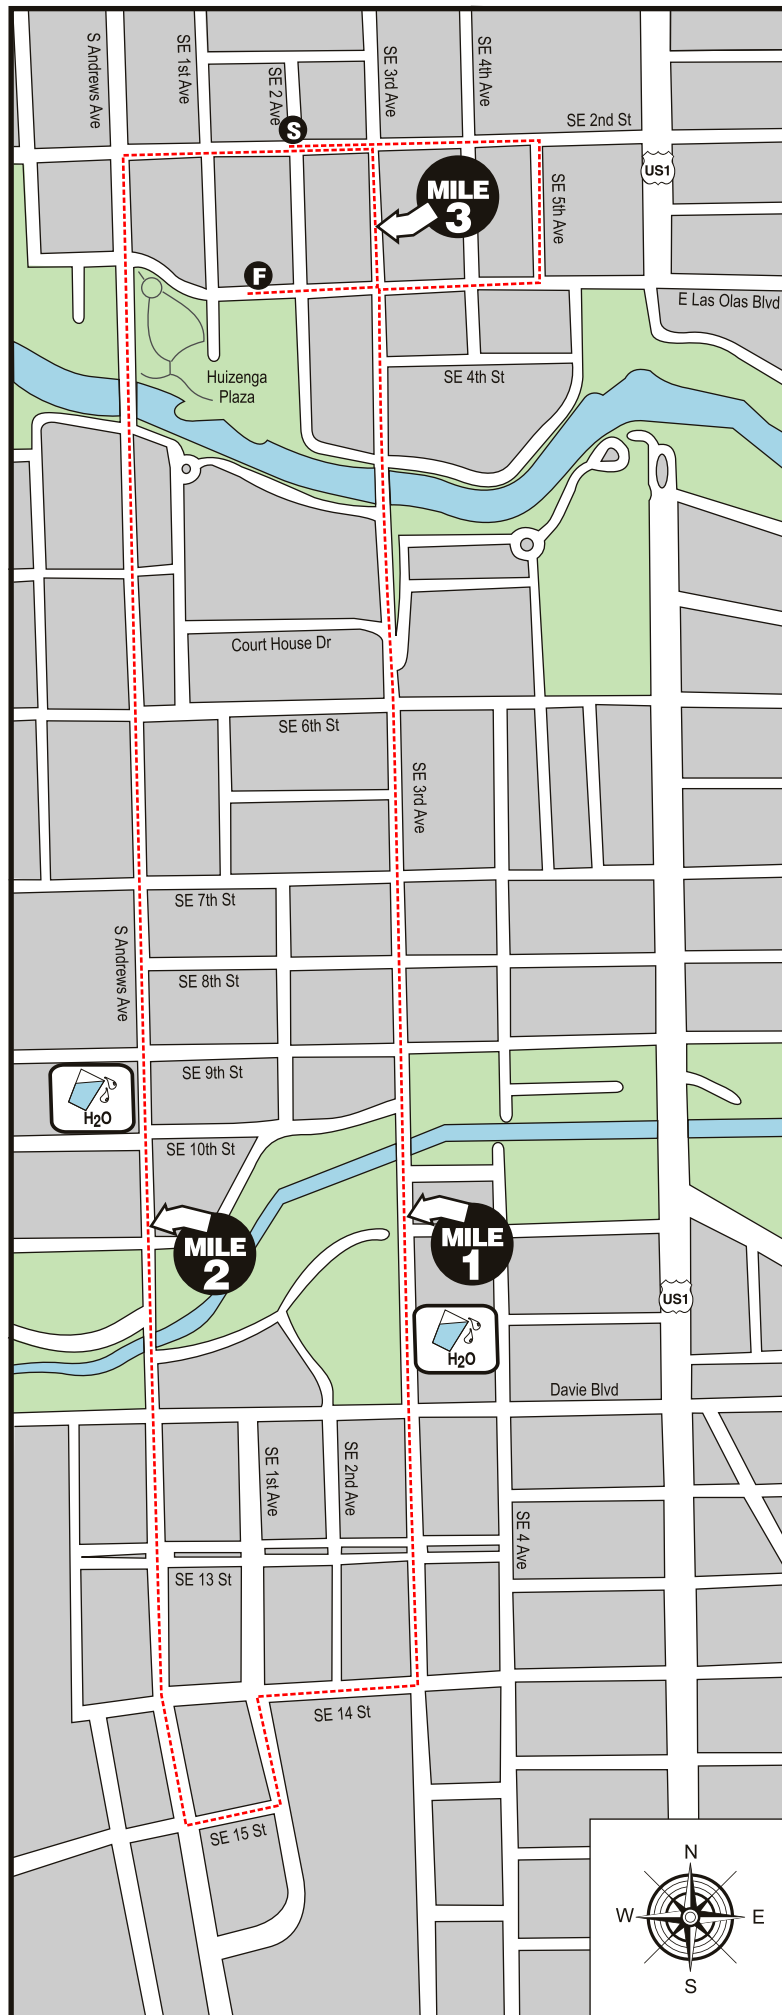 S Andrews Ave
SE 1st Ave
SE 2 Ave
SE 3rd Ave
SE 4th Ave
SE 2nd St
S
US1
MILE
3
SE 5th Ave
F
E Las Olas Blvd
Huizenga
Plaza
SE 4th St
Court House Dr
SE 6th St
SE 3rd Ave
SE 7th St
S Andrews Ave
SE 8th St
SE 9th St
H2O
SE 10th St
MILE
2
MILE
1
US1
H2O
Davie Blvd
SE 1st Ave
SE 2nd Ave
SE 4 Ave
SE 13 St
SE 14 St
SE 15 St
N
W
E
S